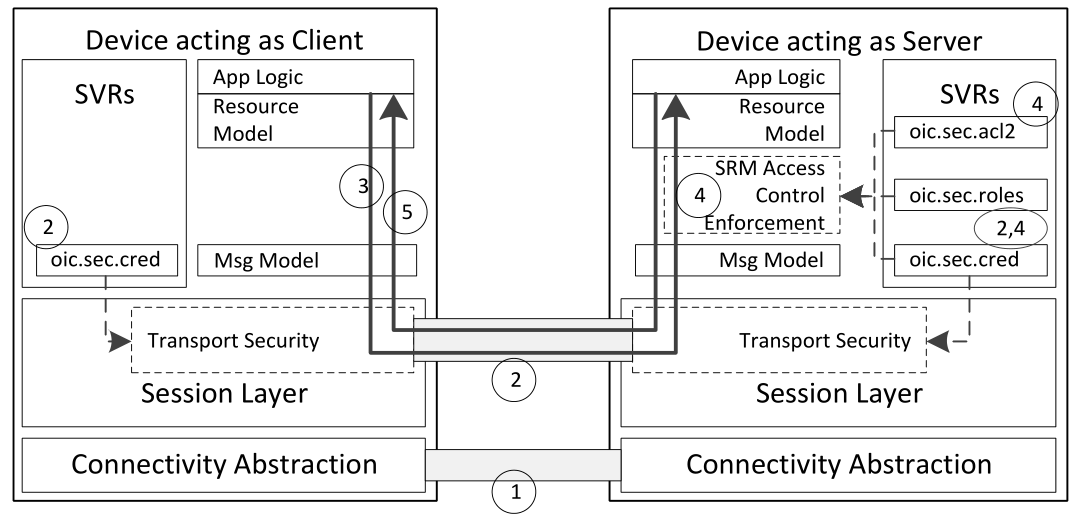 Device acting as Client
SVRs
App Logic
Resource
Model
3
5
2
oic.sec.cred
Msg Model
Transport Security
Session Layer
Connectivity Abstraction
2
1
Device acting as Server
App Logic
Resource
Model
SVRs
4
oic.sec.acl2
SRM Access
Control
Enforcement
4
oic.sec.roles
2,4
Msg Model
oic.sec.cred
Transport Security
Session Layer
Connectivity Abstraction